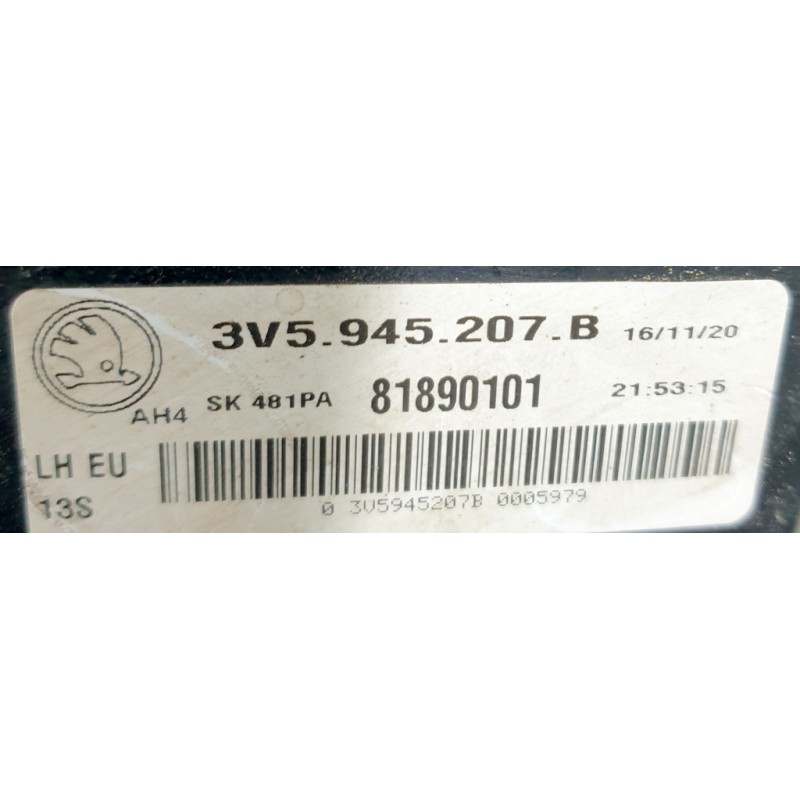 3V5.945.207.B 16/11/20
AH4 SK 481PA 81890101 21:53:15
LH EU
13S
0 3V5945207B 0005979